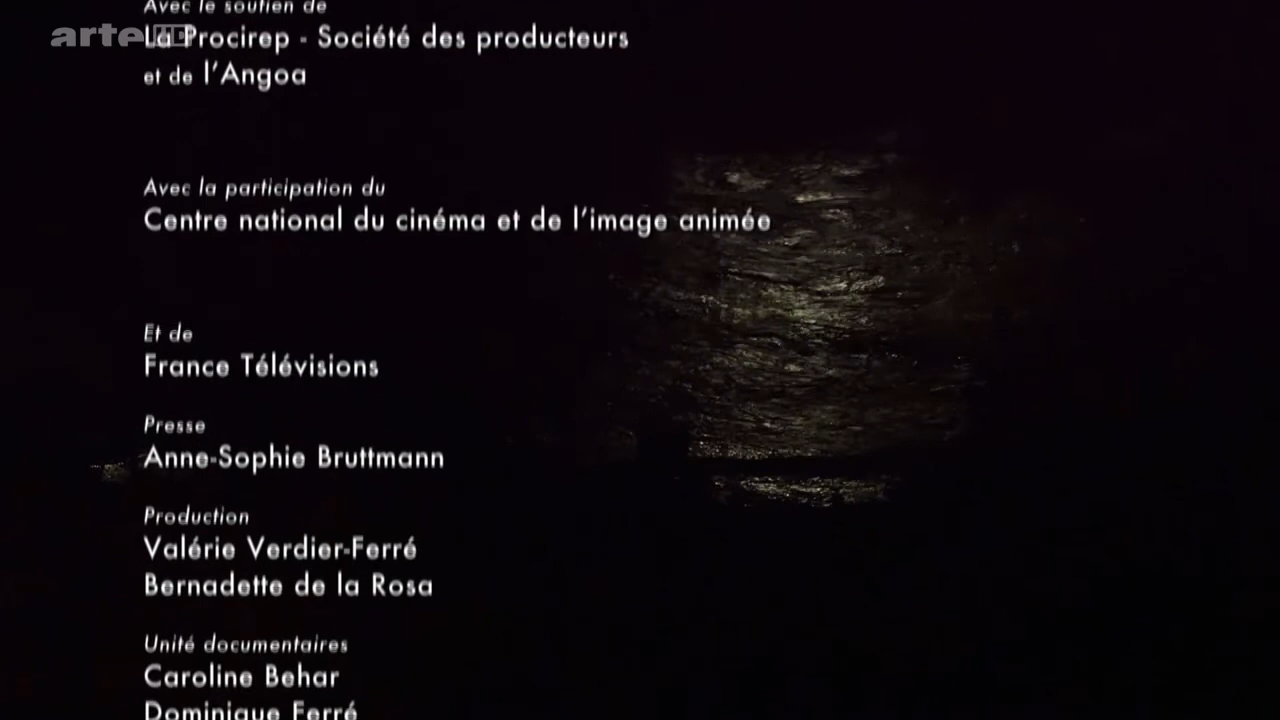 Avec le soutien de
arte HD
La Procirep - Société des producteurs
et de l'Angoa
Avec la participation du
Centre national du cinéma et de l'image animée
Et de
France Télévisions
Presse
Anne-Sophie Bruttmann
Production
Valérie Verdier-Ferré
Bernadette de la Rosa
Unité documentaires
Caroline Behar
Dominique Ferré